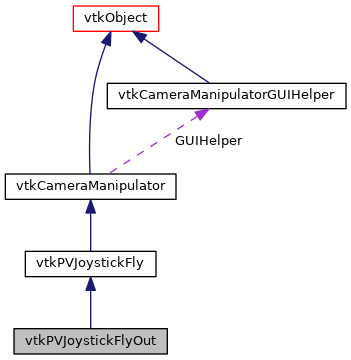 vtkObject
vtkCameraManipulatorGUIHelper
GUIHelper
vtkCameraManipulator
vtkPVJoystickFly
vtkPVJoystickFlyOut